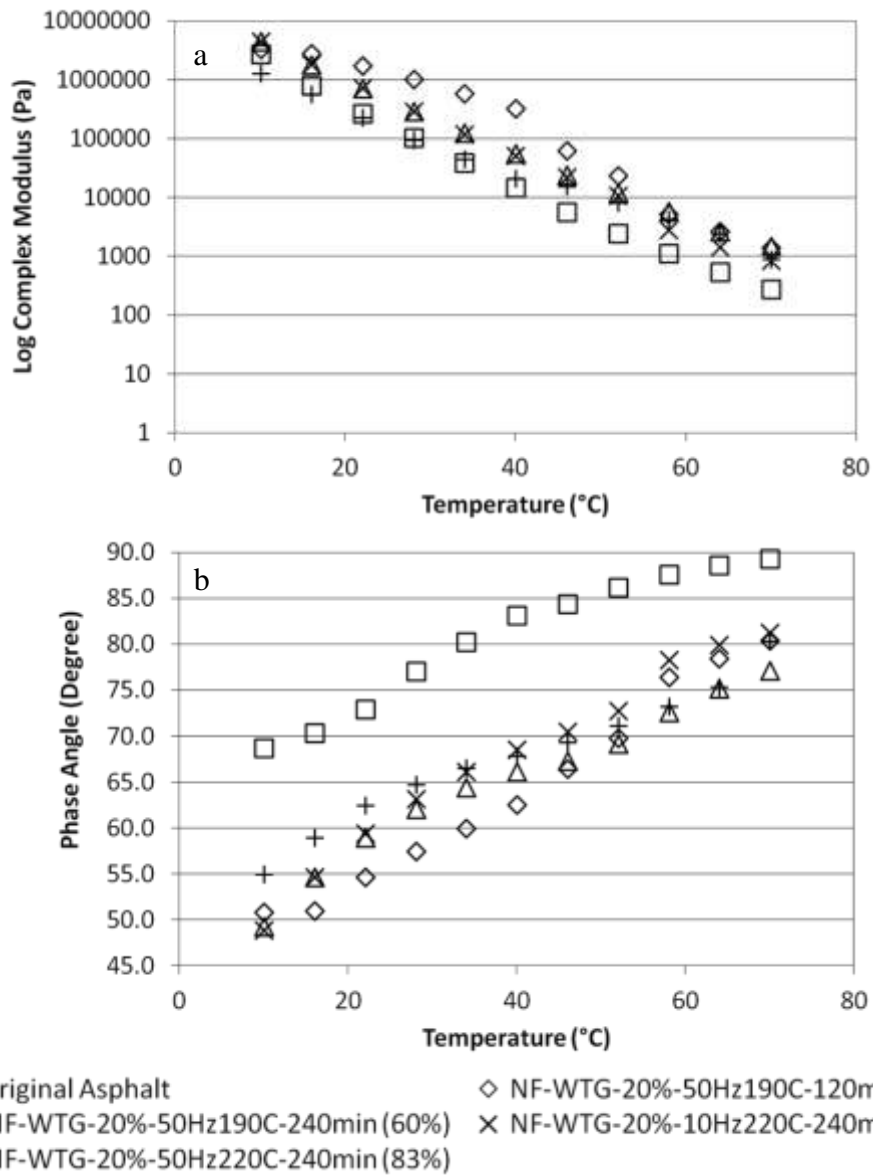 10000000
1000000
100000
10000
1000
100
10
1
a
Log Complex Modulus (Pa)
0 20 40 60 80
Temperature (°C)
90.0
85.0
80.0
75.0
70.0
65.0
60.0
55.0
50.0
45.0
b
Phase Angle (Degree)
0 20 40 60 80
Temperature (°C)
riginal Asphalt
NF-WTG-20%-50Hz190C-120m
NF-WTG-20%-50Hz190C-240min (60%)
NF-WTG-20%-10Hz220C-240m
NF-WTG-20%-50Hz220C-240min (83%)